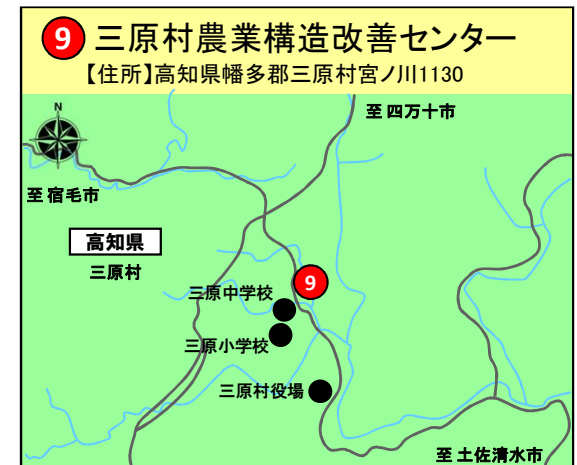 9 三原村農業構造改善センター
【住所】高知県幡多郡三原村宮ノ川1130
N
至 四万十市
至 宿毛市
高知県
三原村
9
三原中学校
三原小学校
三原村役場
至 土佐清水市